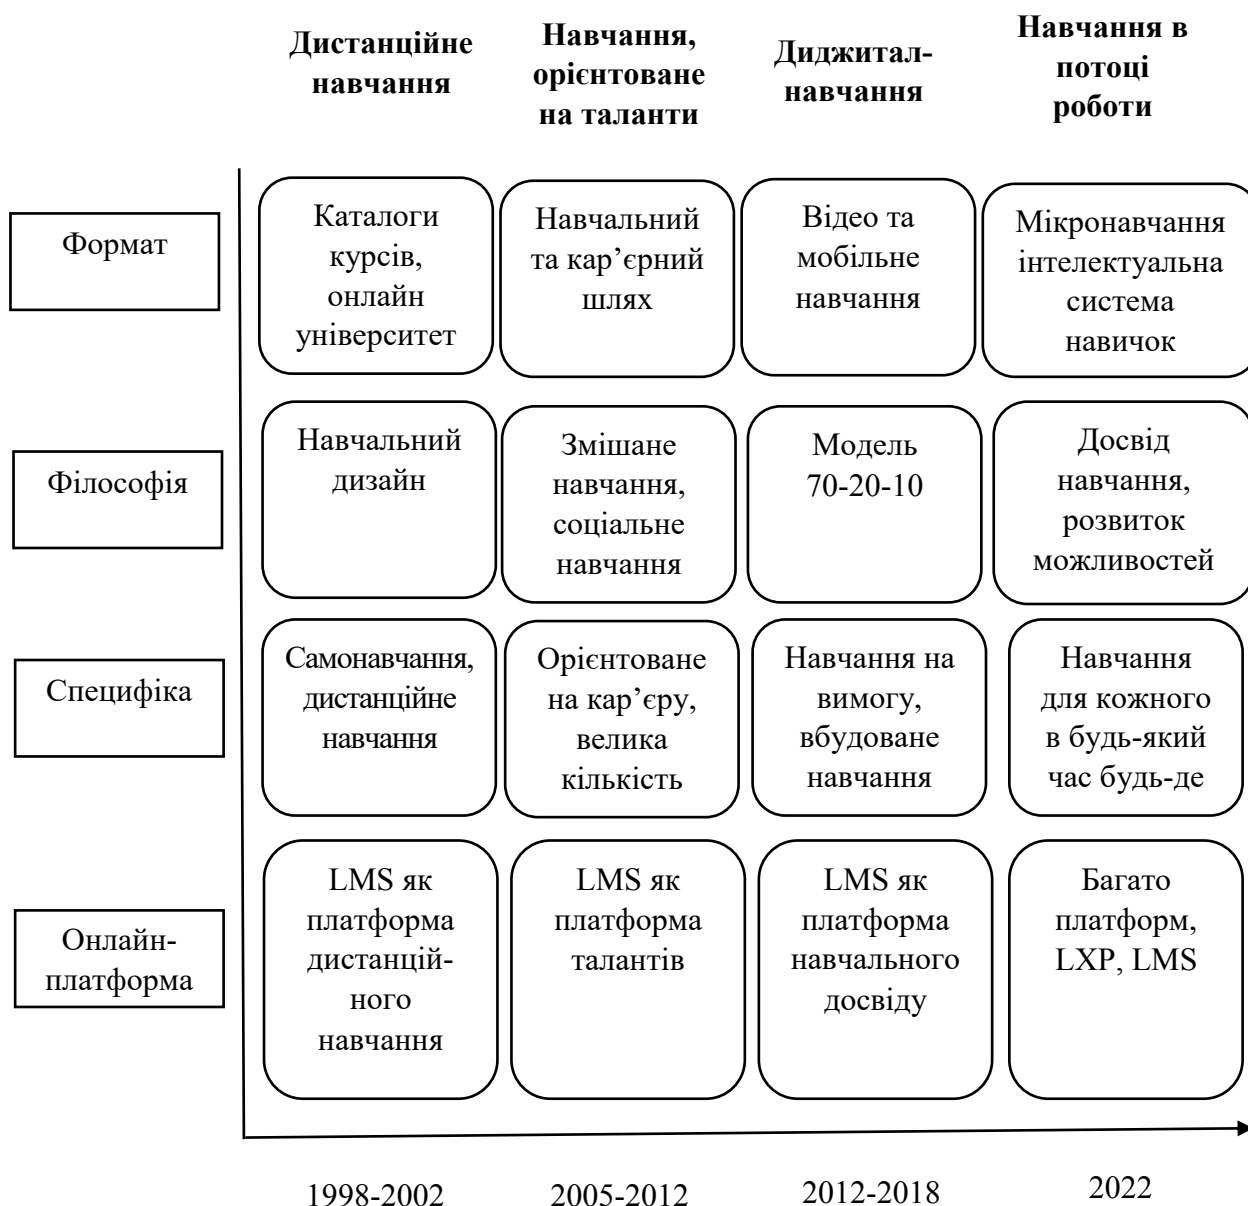 Дистанційне
навчання
Навчання,
орієнтоване
на таланти
Диджитал-
навчання
Навчання в
потоці
роботи
Формат
Каталоги
курсів,
онлайн
університет
Навчальний
та кар’єрний
шлях
Відео та
мобільне
навчання
Мікронавчання
інтелектуальна
система
навичок
Філософія
Навчальний
дизайн
Змішане
навчання,
соціальне
навчання
Модель
70-20-10
Досвід
навчання,
розвиток
можливостей
Специфіка
Самонавчання,
дистанційне
навчання
Орієнтоване
на кар’єру,
велика
кількість
Навчання на
вимогу,
вбудоване
навчання
Навчання
для кожного
в будь-який
час будь-де
Онлайн-
платформа
LMS як
платформа
дистанцій-
ного
навчання
LMS як
платформа
талантів
LMS як
платформа
навчального
досвіду
Багато
платформ,
LXP, LMS
1998-2002
2005-2012
2012-2018
2022